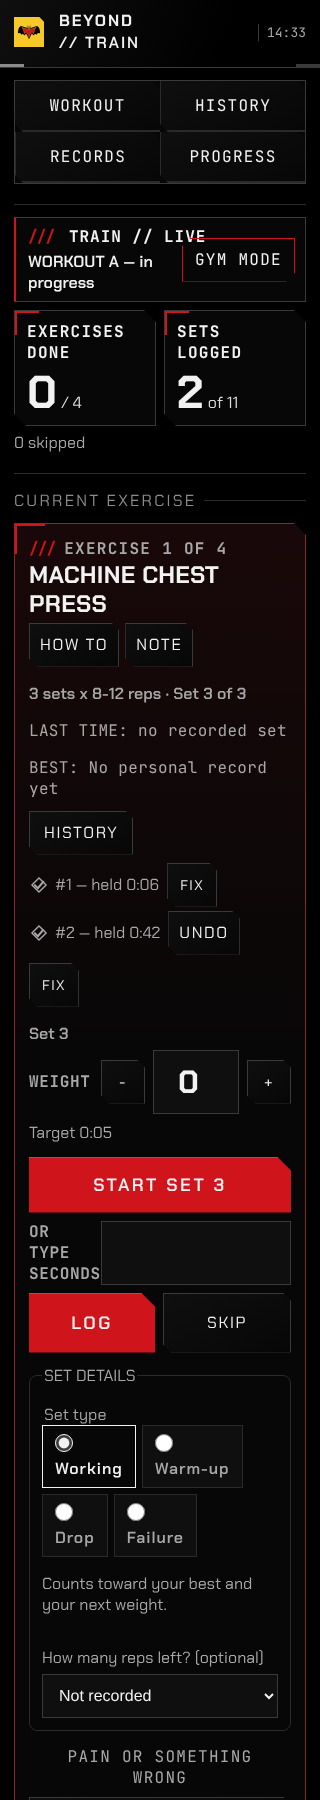 BEYOND
// TRAIN
14:33
WORKOUT
HISTORY
RECORDS
PROGRESS
/// TRAIN // LIVE
WORKOUT A — in
progress
GYM MODE
EXERCISES
DONE
0 / 4
SETS
LOGGED
2 of 11
0 skipped
CURRENT EXERCISE
/// EXERCISE 1 OF 4
MACHINE CHEST
PRESS
HOW TO
NOTE
3 sets x 8-12 reps · Set 3 of 3
LAST TIME: no recorded set
BEST: No personal record
yet
HISTORY
#1 — held 0:06 FIX
#2 — held 0:42 UNDO
FIX
Set 3
WEIGHT - 0 +
Target 0:05
START SET 3
OR
TYPE
SECONDS
LOG
SKIP
SET DETAILS
Set type
Working
Warm-up
Drop
Failure
Counts toward your best and
your next weight.
How many reps left? (optional)
Not recorded
PAIN OR SOMETHING
WRONG